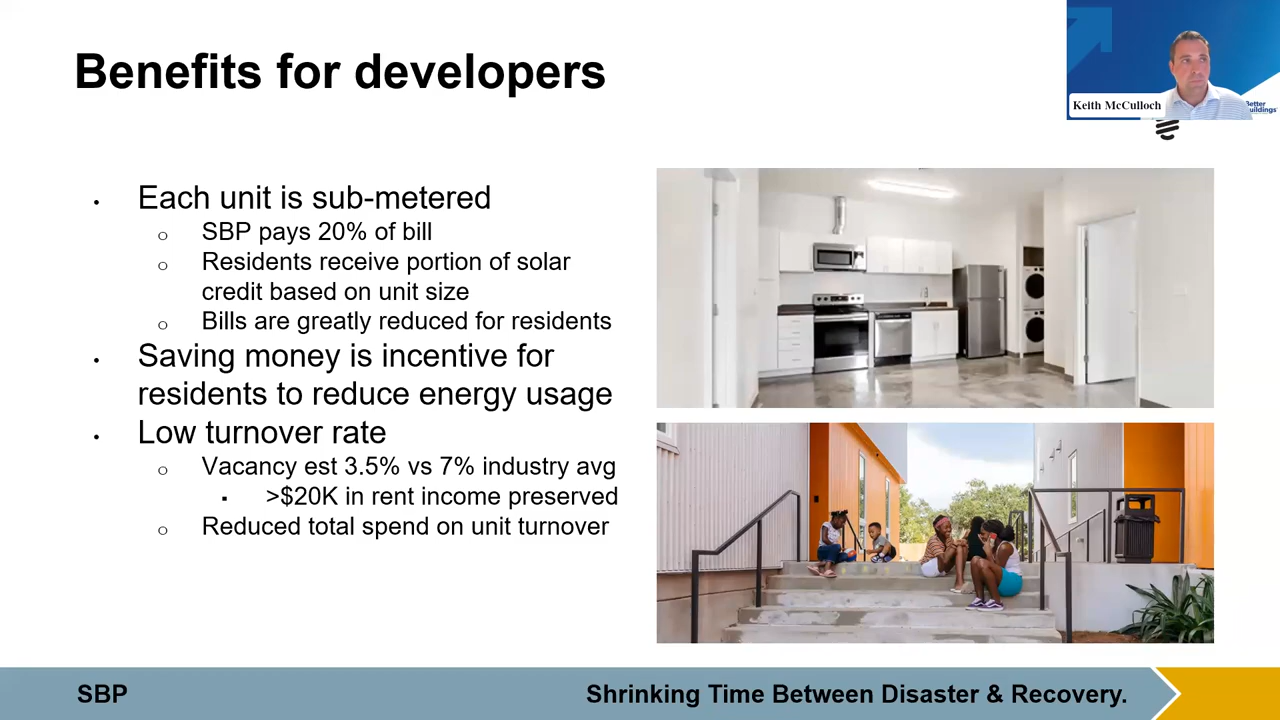 Benefits for developers
Keith McCulloch
Better
Buildings
• Each unit is sub-metered
o SBP pays 20% of bill
o Residents receive portion of solar
credit based on unit size
o Bills are greatly reduced for residents
• Saving money is incentive for
residents to reduce energy usage
• Low turnover rate
o Vacancy est 3.5% vs 7% industry avg
▪ >$20K in rent income preserved
o Reduced total spend on unit turnover
SBP
Shrinking Time Between Disaster & Recovery.